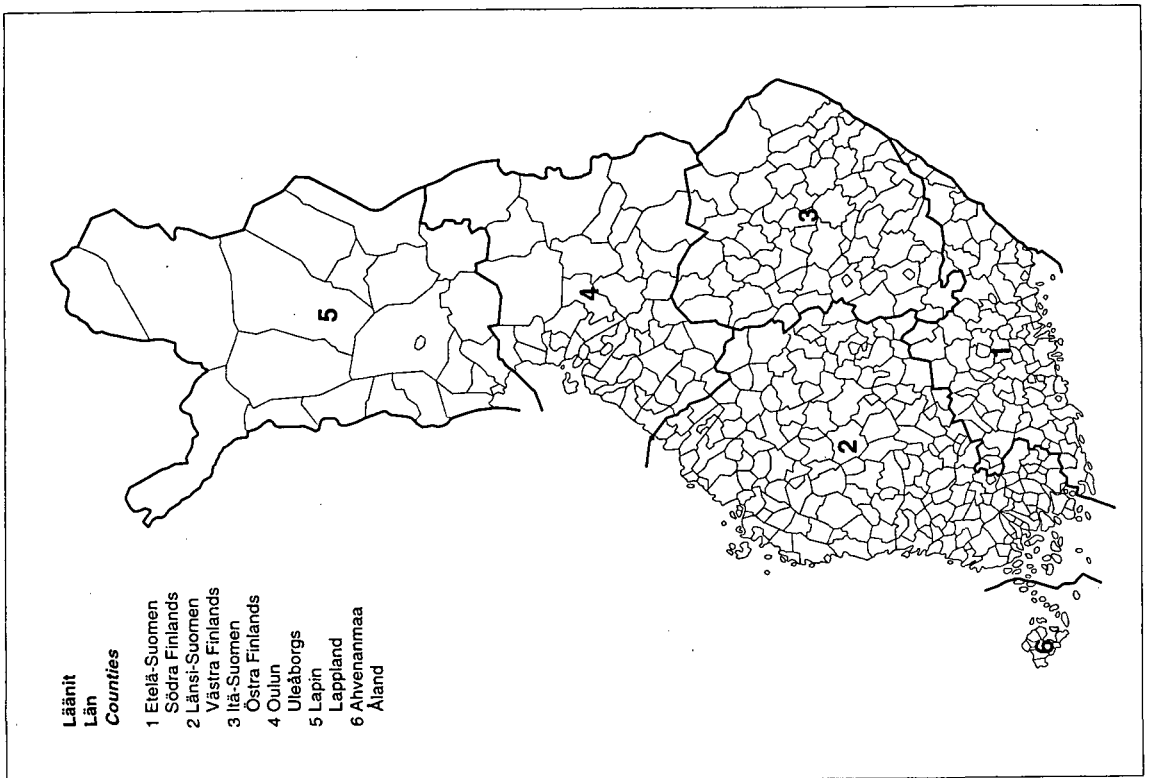 Läänit
Län
Counties
1 Etelä-Suomen
Södra Finlands
2 Länsi-Suomen
Västra Finlands
3 Itä-Suomen
Östra Finlands
4 Oulun
Uleåborgs
5 Lapin
Lappland
6 Ahvenanmaa
Åland
5
4
3
2
1
6